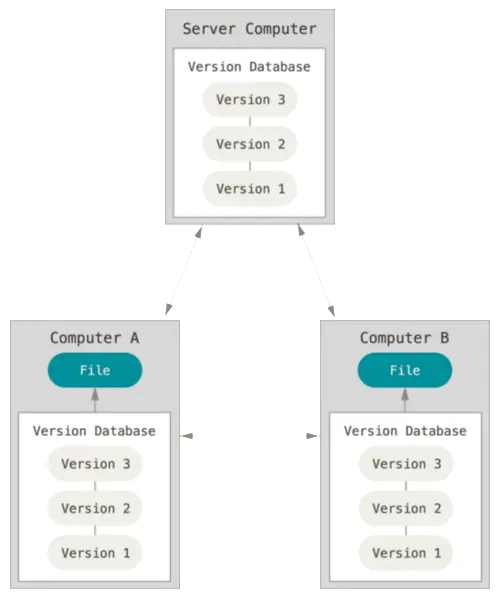 Server Computer
Version Database
Version 3
Version 2
Version 1
Computer A
File
Version Database
Version 3
Version 2
Version 1
Computer B
File
Version Database
Version 3
Version 2
Version 1